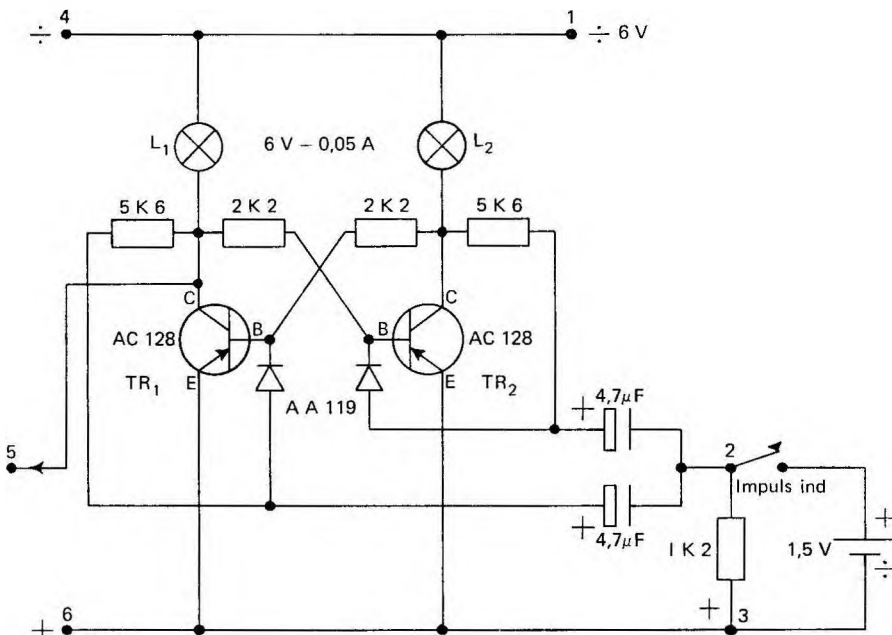 ÷ 4
1
÷ 6 V
L1
6 V – 0,05 A
L2
5 K 6
2 K 2
2 K 2
5 K 6
C
C
AC 128
B
B
AC 128
E
E
TR1
A A 119
TR2
+ 4,7µF
5
2
Impuls ind
+ 4,7µF
1 K 2
1,5 V
+
÷
+ 6
+ 3